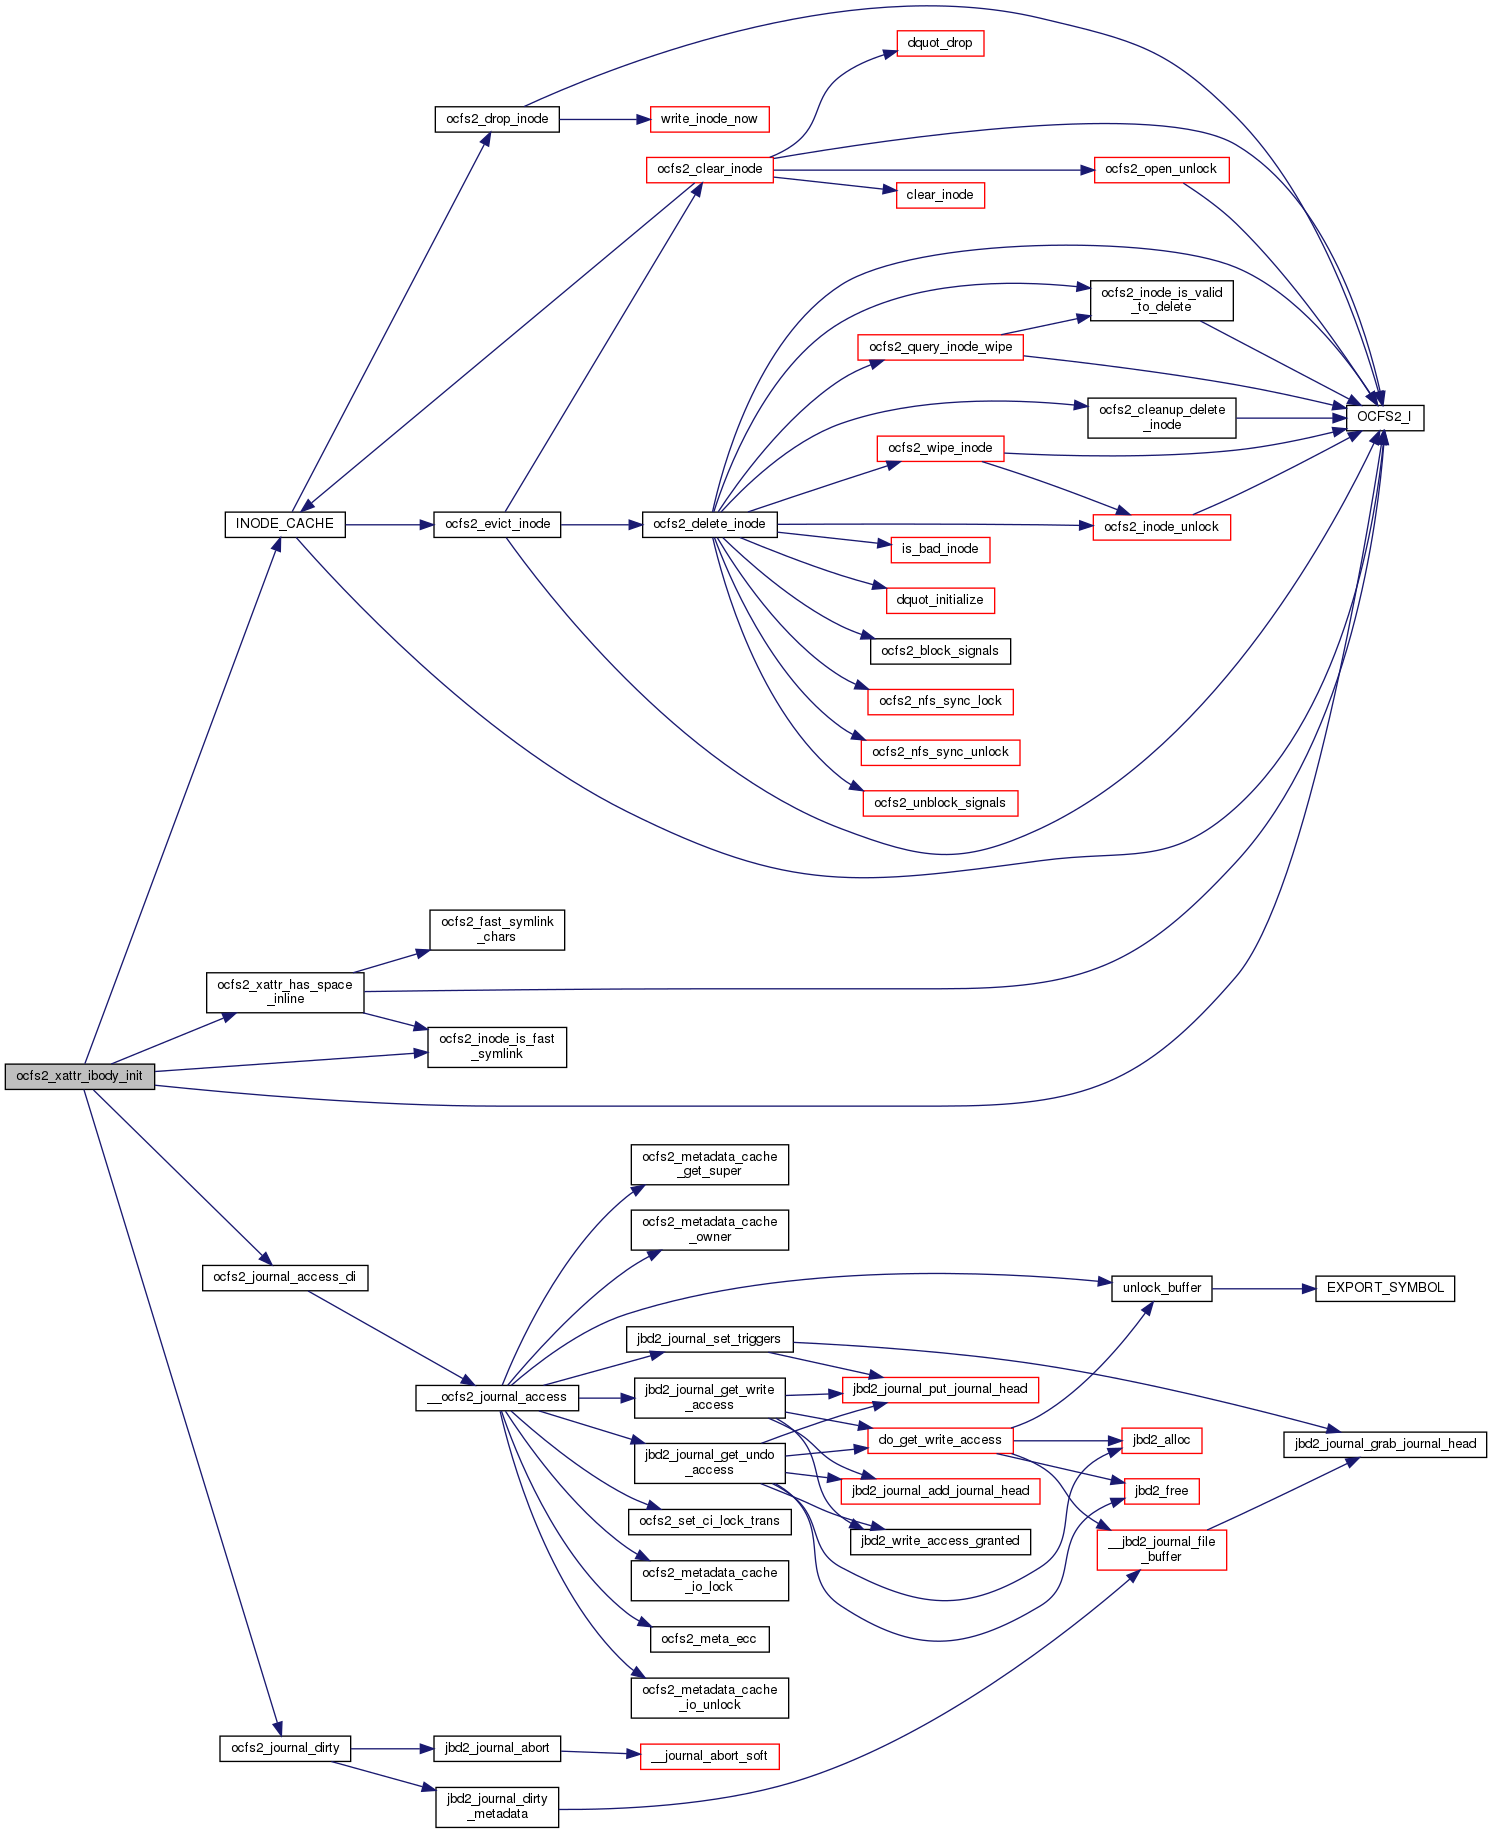 dquot_drop
ocfs2_drop_inode
write_inode_now
ocfs2_clear_inode
ocfs2_open_unlock
clear_inode
ocfs2_inode_is_valid
_to_delete
ocfs2_query_inode_wipe
ocfs2_cleanup_delete
_inode
OCFS2_I
ocfs2_wipe_inode
INODE_CACHE
ocfs2_evict_inode
ocfs2_delete_inode
ocfs2_inode_unlock
is_bad_inode
dquot_initialize
ocfs2_block_signals
ocfs2_nfs_sync_lock
ocfs2_nfs_sync_unlock
ocfs2_unblock_signals
ocfs2_fast_symlink
_chars
ocfs2_xattr_has_space
_inline
ocfs2_inode_is_fast
_symlink
ocfs2_xattr_ibody_init
ocfs2_metadata_cache
_get_super
ocfs2_metadata_cache
_owner
ocfs2_journal_access_di
unlock_buffer
EXPORT_SYMBOL
jbd2_journal_set_triggers
__ocfs2_journal_access
jbd2_journal_get_write
_access
jbd2_journal_put_journal_head
do_get_write_access
jbd2_alloc
jbd2_journal_grab_journal_head
jbd2_journal_get_undo
_access
jbd2_journal_add_journal_head
jbd2_free
ocfs2_set_ci_lock_trans
jbd2_write_access_granted
__jbd2_journal_file
_buffer
ocfs2_metadata_cache
_io_lock
ocfs2_meta_ecc
ocfs2_metadata_cache
_io_unlock
ocfs2_journal_dirty
jbd2_journal_abort
__journal_abort_soft
jbd2_journal_dirty
_metadata